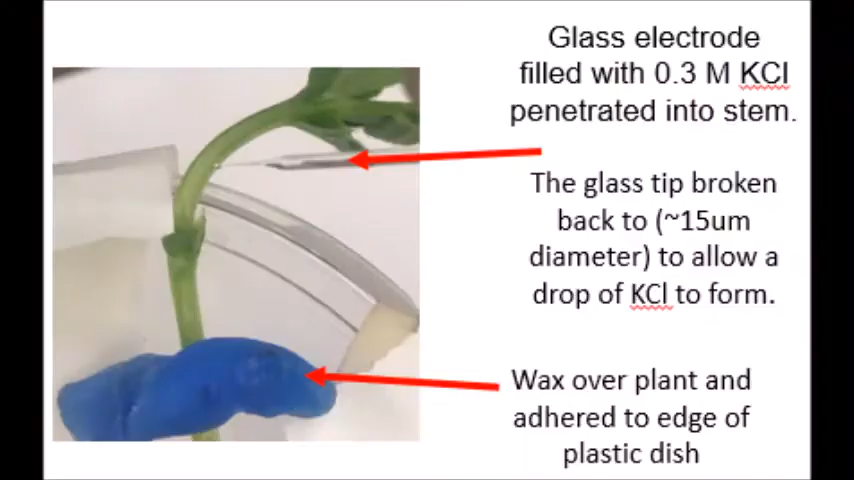 Glass electrode
filled with 0.3 M KCl
penetrated into stem.
The glass tip broken
back to (~15um
diameter) to allow a
drop of KCl to form.
Wax over plant and
adhered to edge of
plastic dish